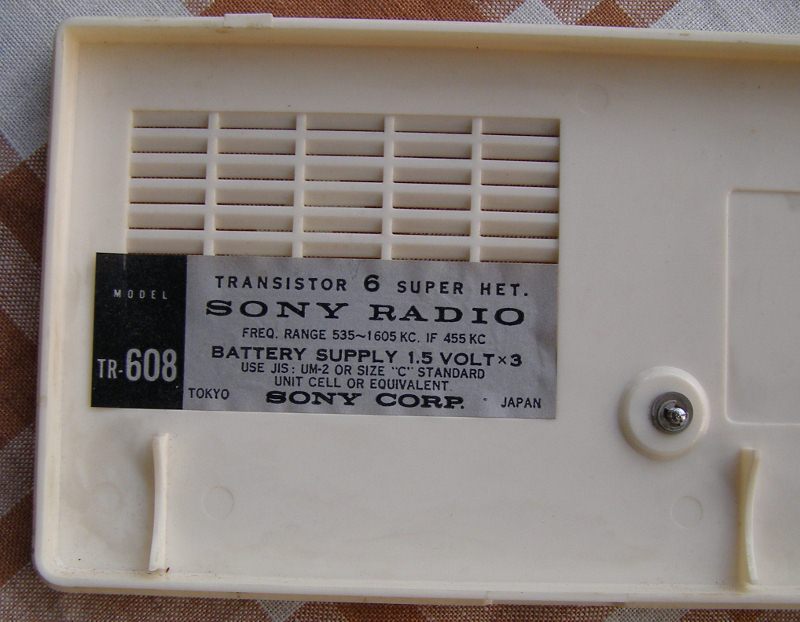 MODEL
TR-608
TRANSISTOR 6 SUPER HET.
SONY RADIO
FREQ. RANGE 535~1605 KC. IF 455 KC
BATTERY SUPPLY 1.5 VOLT×3
USE JIS: UM-2 OR SIZE "C" STANDARD
UNIT CELL OR EQUIVALENT
TOKYO SONY CORP. JAPAN